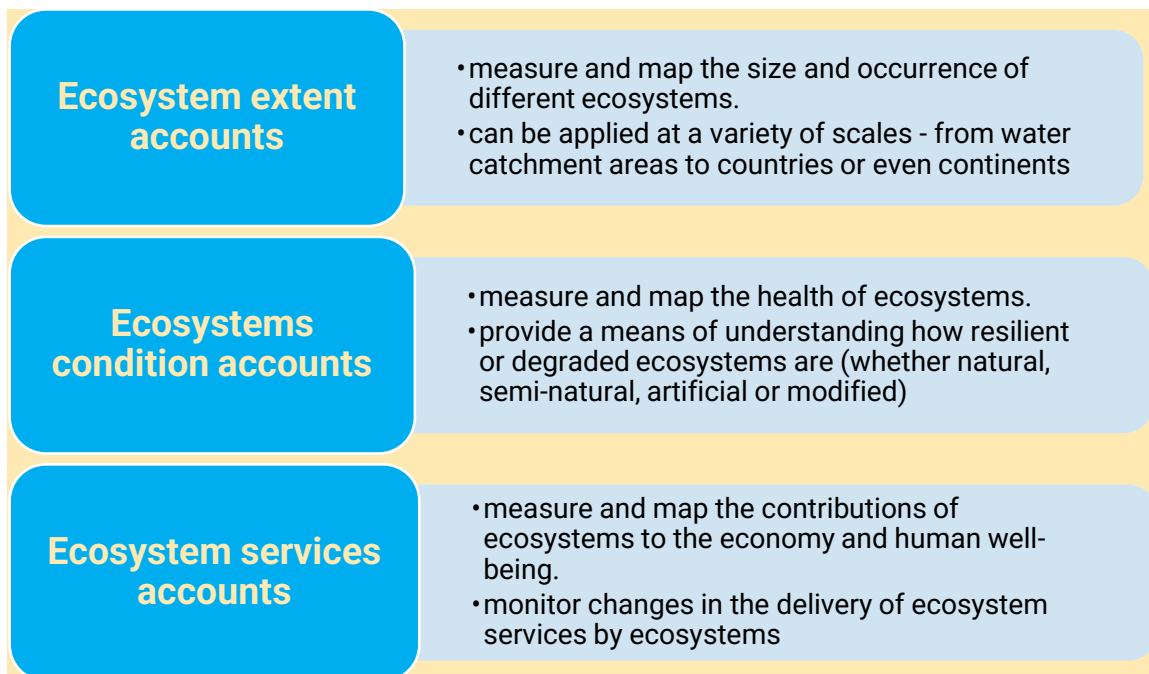 Ecosystem extent
accounts
•measure and map the size and occurrence of
different ecosystems.
•can be applied at a variety of scales - from water
catchment areas to countries or even continents
Ecosystems
condition accounts
•measure and map the health of ecosystems.
•provide a means of understanding how resilient
or degraded ecosystems are (whether natural,
semi-natural, artificial or modified)
Ecosystem services
accounts
•measure and map the contributions of
ecosystems to the economy and human well-
being.
•monitor changes in the delivery of ecosystem
services by ecosystems